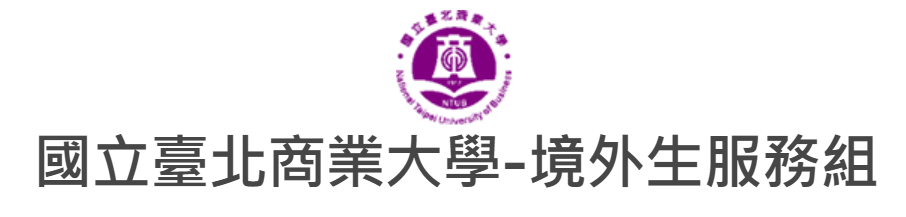 國立臺北商業大學
National Taipei University of Business
1917
NTUB
國立臺北商業大學-境外生服務組